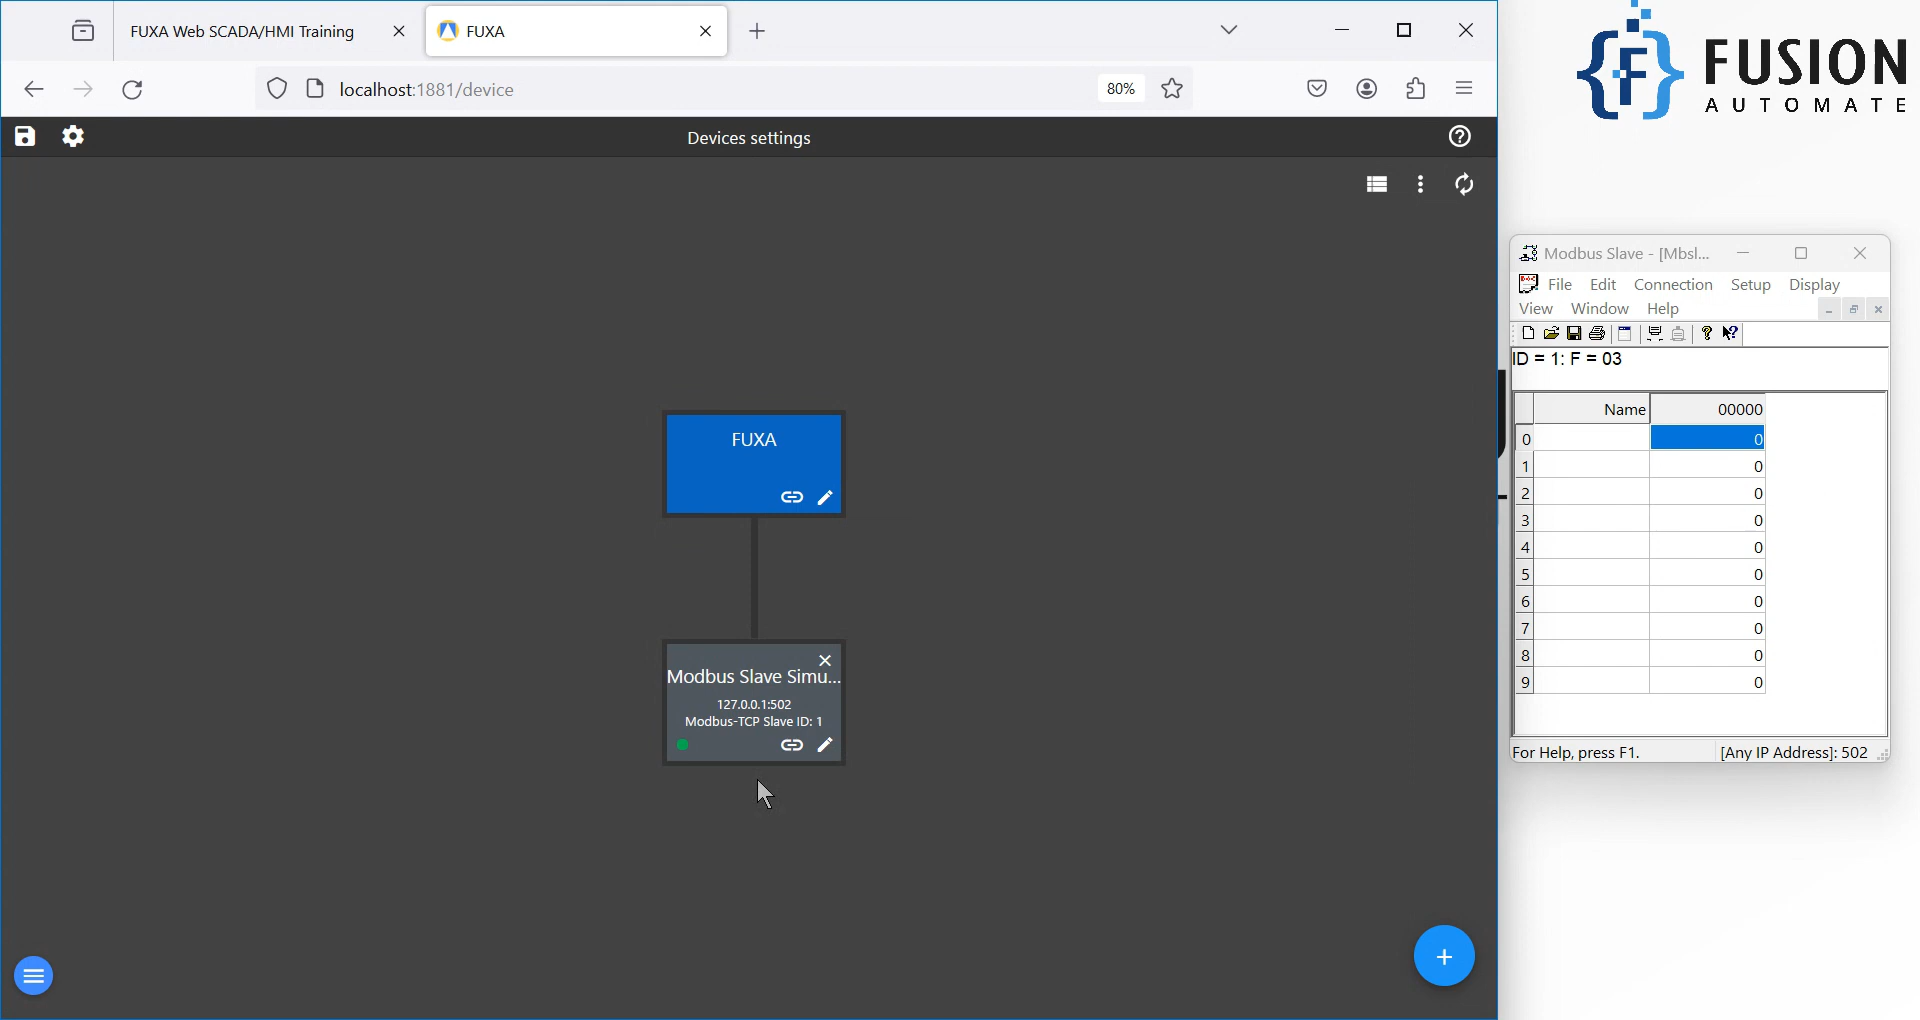 FUXA Web SCADA/HMI Training
FUXA
localhost:1881/device
80%
Devices settings
FUXA
Modbus Slave Simu...
127.0.0.1:502
Modbus-TCP Slave ID: 1
FUSION
AUTOMATE
Modbus Slave - [Mbsl...
File Edit Connection Setup Display
View Window Help
ID = 1: F = 03
Name 00000
0 0
1 0
2 0
3 0
4 0
5 0
6 0
7 0
8 0
9 0
For Help, press F1. [Any IP Address]: 502